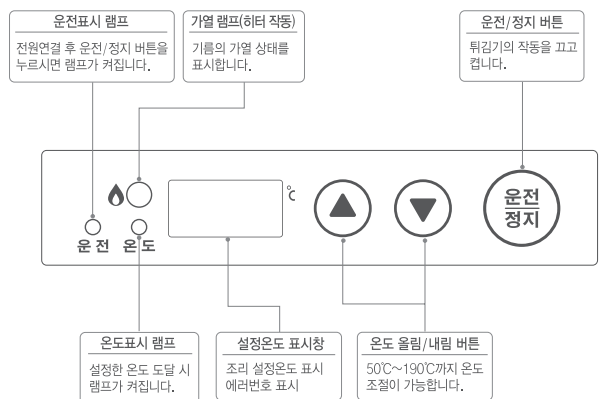 운전표시 램프
전원연결 후 운전/정지 버튼을
누르시면 램프가 켜집니다.
가열 램프(히터 작동)
기름의 가열 상태를
표시합니다.
운전/정지 버튼
튀김기의 작동을 끄고
켭니다.
℃
운전
정지
운 전
온 도
온도표시 램프
설정한 온도 도달 시
램프가 켜집니다.
설정온도 표시창
조리 설정온도 표시
에러번호 표시
온도 올림/내림 버튼
50℃~190℃까지 온도
조절이 가능합니다.